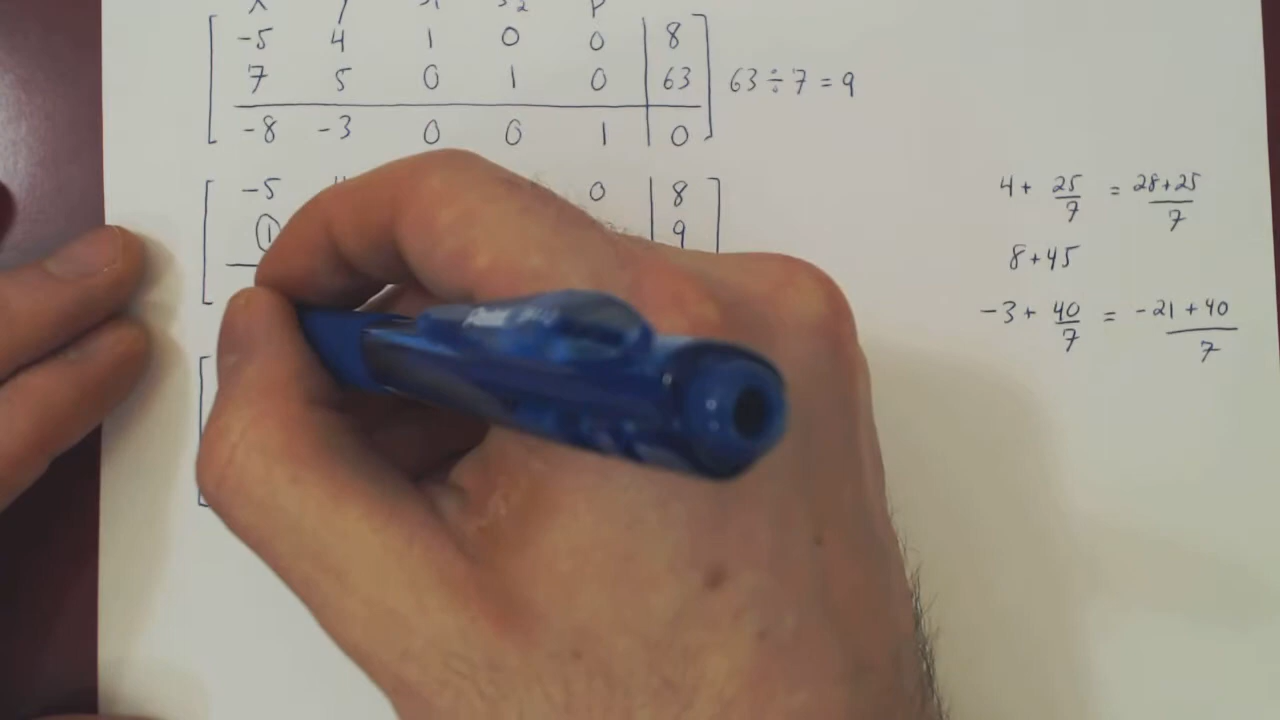 -5 4 1 0 0 8
7 5 0 1 0 63 63 ÷ 7 = 9
-8 -3 0 0 1 0
-5 0 8
1 9
4 + 25/7 = 28+25/7
8 + 45
-3 + 40/7 = -21 + 40/7